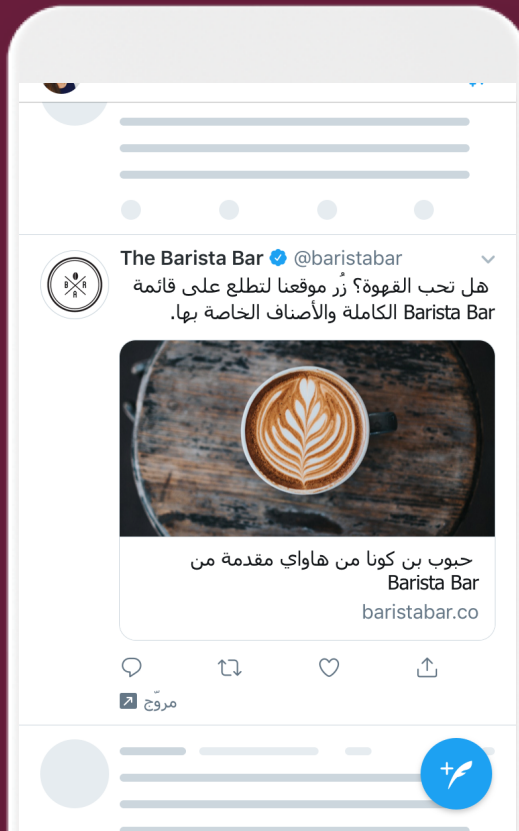 The Barista Bar @baristabar
هل تحب القهوة؟ زُر موقعنا لتطلع على قائمة
Barista Bar الكاملة والأصناف الخاصة بها.
حبوب بن كونا من هاواي مقدمة من
Barista Bar
baristabar.co
مروّج